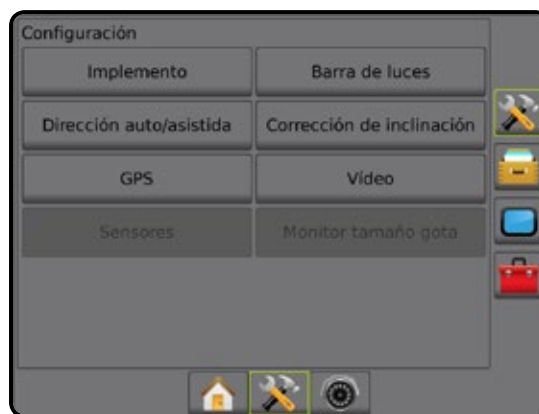 Configuración
Implemento
Barra de luces
Dirección auto/asistida
Corrección de inclinación
GPS
Vídeo
Sensores
Monitor tamaño gota